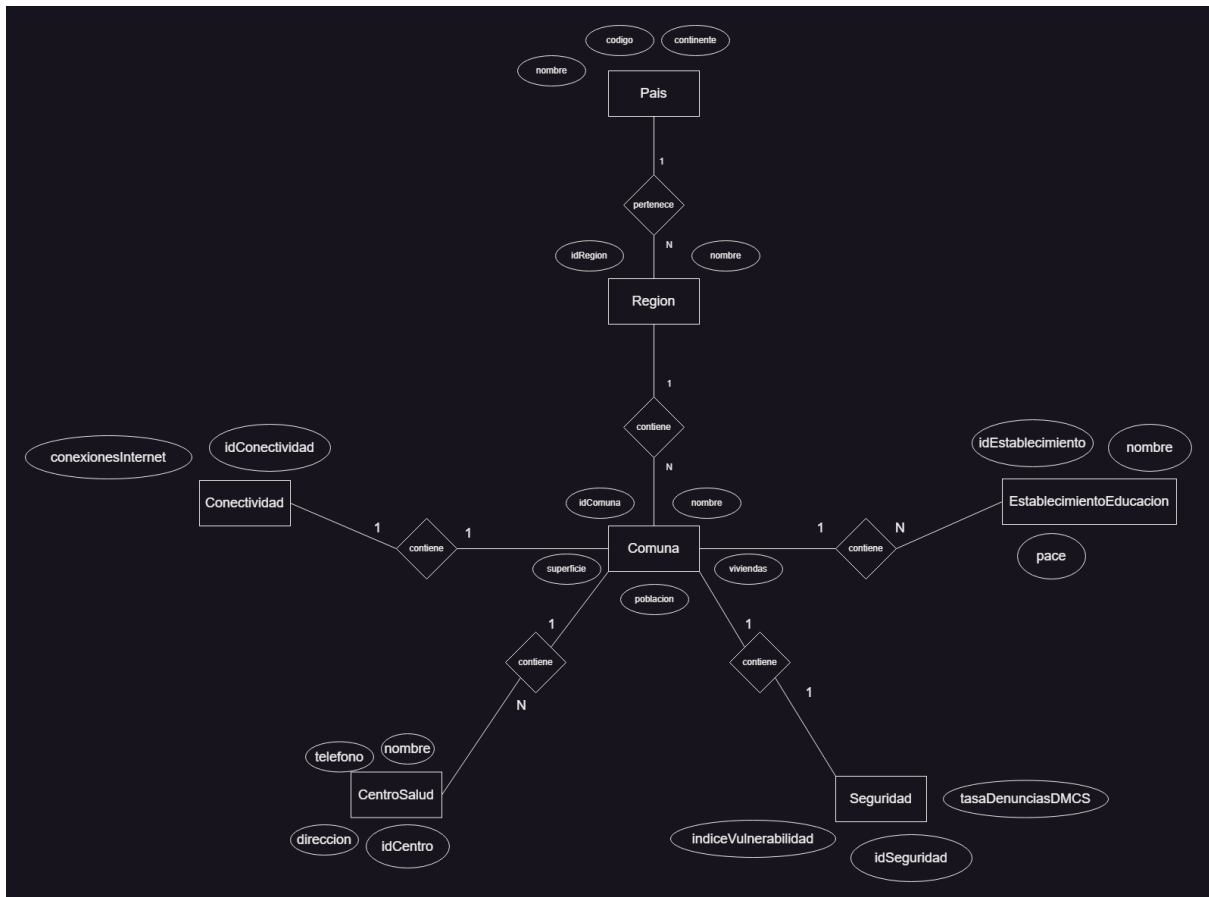 codigo
continente
nombre
Pais
1
pertenece
N
idRegion
nombre
Region
1
contiene
N
conexionesInternet
idConectividad
Conectividad
idEstablecimiento
nombre
EstablecimientoEducacion
pace
idComuna
nombre
1
contiene
1
Comuna
1
contiene
N
superficie
viviendas
poblacion
1
contiene
N
1
contiene
1
telefono
nombre
CentroSalud
direccion
idCentro
Seguridad
tasaDenunciasDMCS
indiceVulnerabilidad
idSeguridad